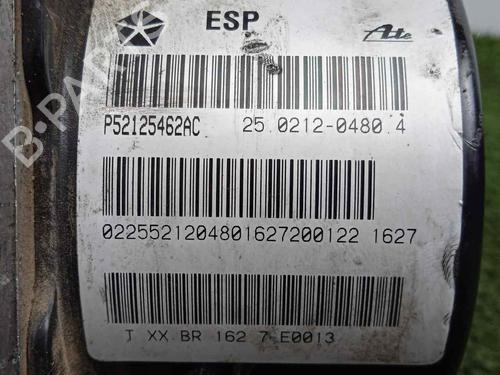 ESP Ate
P52125462AC 25.0212-0480.4
0225521204801627200122 1627
T XX BR 162 7 E0013
B-PARTS